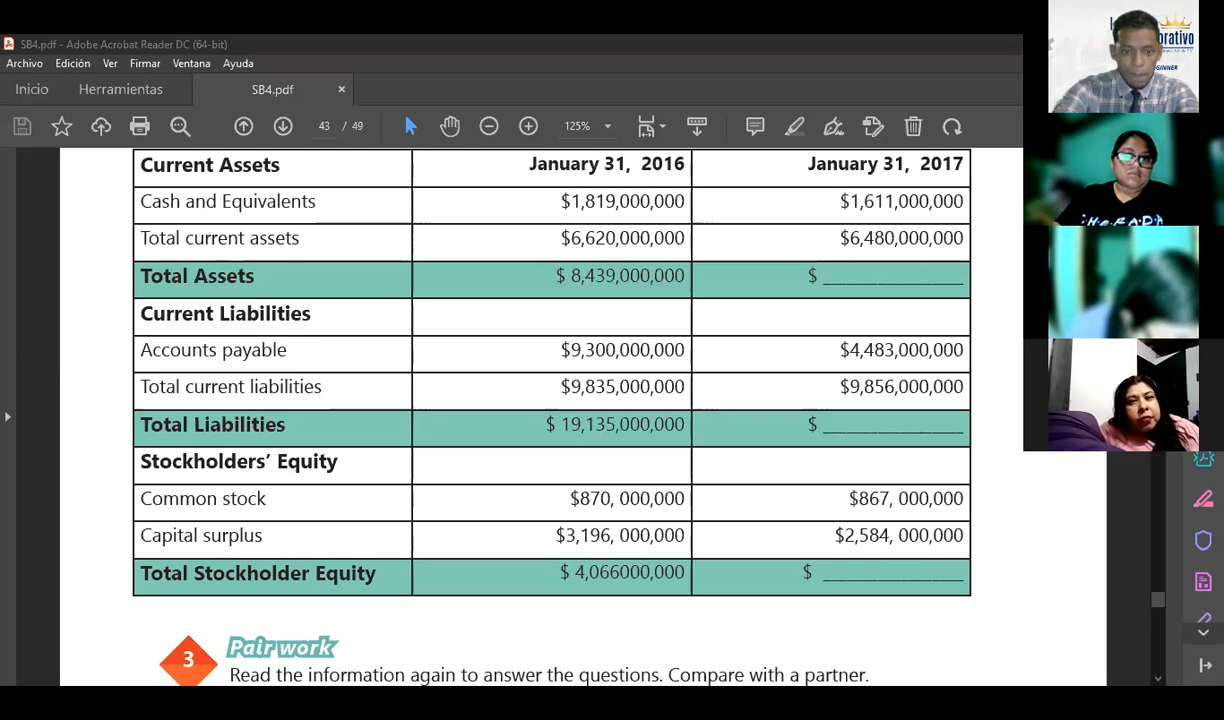 SB4.pdf - Adobe Acrobat Reader DC (64-bit)
Archivo Edición Ver Firmar Ventana Ayuda
Inicio Herramientas SB4.pdf ×
43 / 49 125%
Current Assets January 31, 2016 January 31, 2017
Cash and Equivalents $1,819,000,000 $1,611,000,000
Total current assets $6,620,000,000 $6,480,000,000
Total Assets $ 8,439,000,000 $ _______________
Current Liabilities
Accounts payable $9,300,000,000 $4,483,000,000
Total current liabilities $9,835,000,000 $9,856,000,000
Total Liabilities $ 19,135,000,000 $ _______________
Stockholders’ Equity
Common stock $870, 000,000 $867, 000,000
Capital surplus $3,196, 000,000 $2,584, 000,000
Total Stockholder Equity $ 4,066000,000 $ _______________
3 Pair work
Read the information again to answer the questions. Compare with a partner.